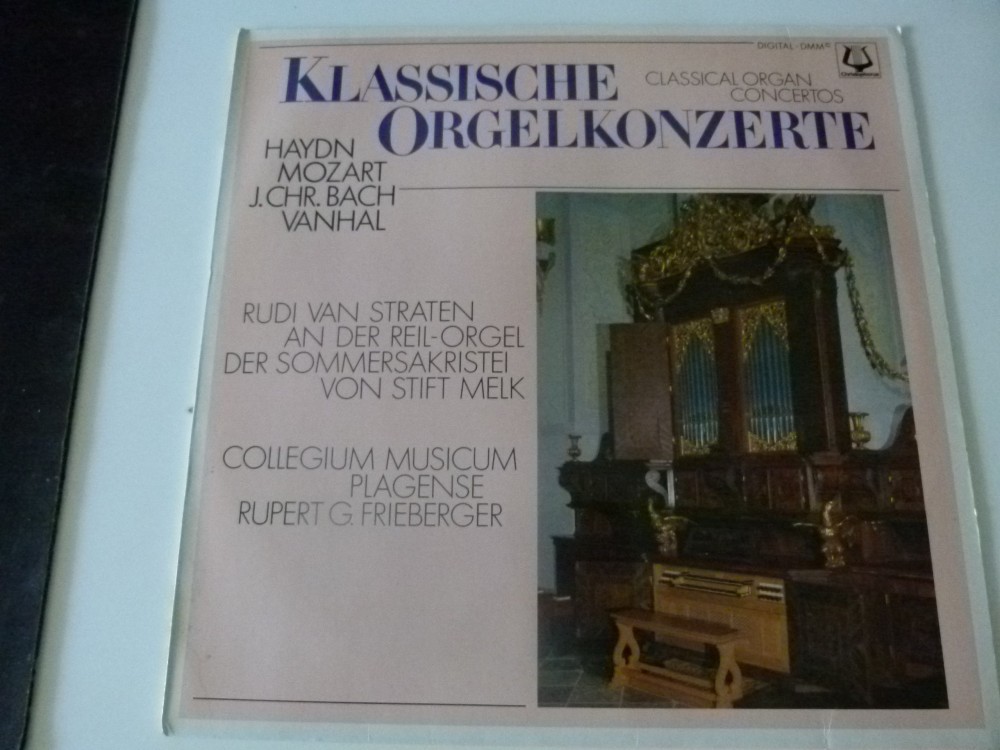 DIGITAL · DMM
Christophorus
KLASSISCHE
CLASSICAL ORGAN
CONCERTOS
ORGELKONZERTE
HAYDN
MOZART
J. CHR. BACH
VANHAL
RUDI VAN STRATEN
AN DER REIL-ORGEL
DER SOMMERSAKRISTEI
VON STIFT MELK
COLLEGIUM MUSICUM
PLAGENSE
RUPERT G. FRIEBERGER